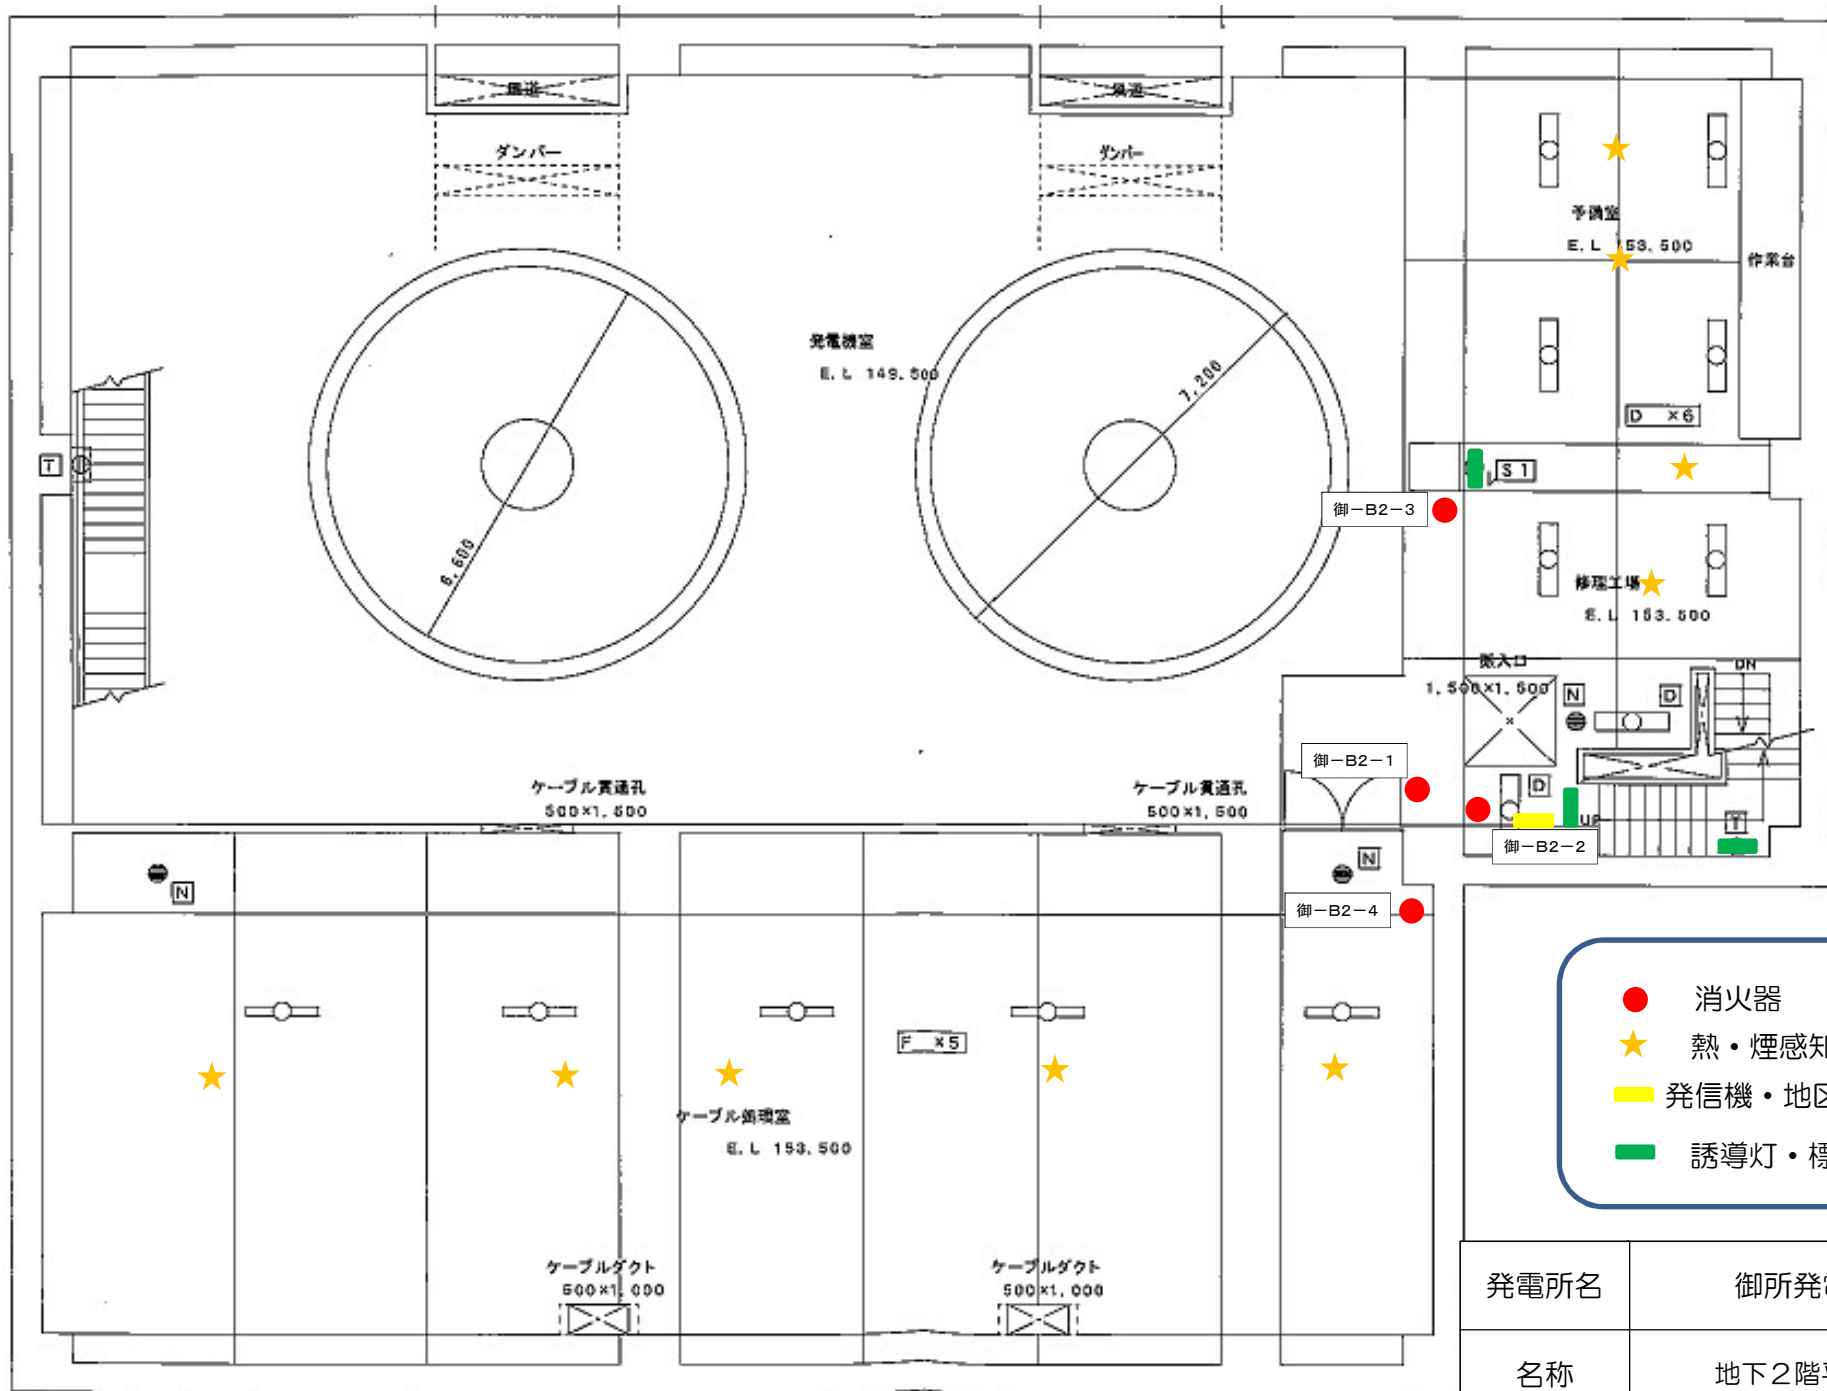 風道
風道
ダンパー
ダンパー
予備室
E.L 153.500
作業台
発電機室
E.L 149.500
7,200
D ×6
T
S1
御−B2−3
6,600
修理工場
E.L 153.500
搬入口
1,500×1,500
DN
N
D
御−B2−1
ケーブル貫通孔
500×1,500
ケーブル貫通孔
500×1,500
D
UP
T
御−B2−2
N
N
御−B2−4
消火器
F ×5
熱・煙感知
発信機・地区
ケーブル処理室
E.L 153.500
誘導灯・標
ケーブルダクト
500×1,000
ケーブルダクト
500×1,000
発電所名
御所発電
名称
地下２階平